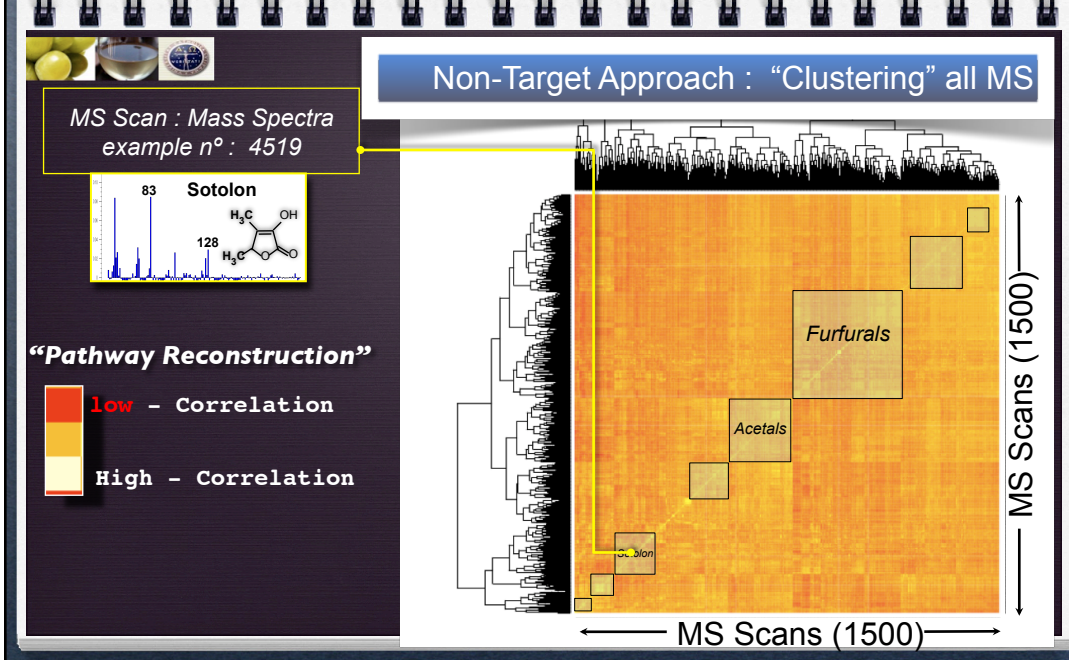 Non-Target Approach : “Clustering” all MS
MS Scan : Mass Spectra
example nº : 4519
83
Sotolon
H₃C
OH
128
H₃C
O
O
“Pathway Reconstruction”
low – Correlation
High – Correlation
Furfurals
Acetals
Sotolon
MS Scans (1500)
MS Scans (1500)